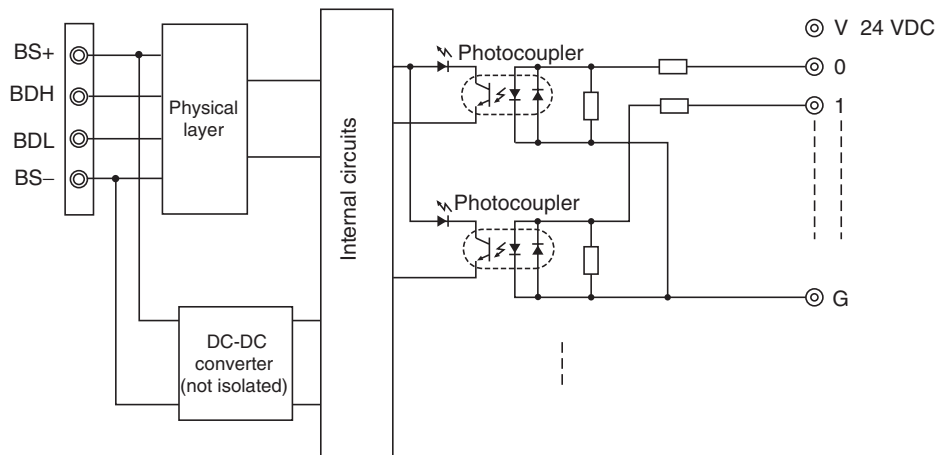 BS+
BDH
BDL
BS−
Physical
layer
DC-DC
converter
(not isolated)
Internal circuits
Photocoupler
Photocoupler
V 24 VDC
0
1
G